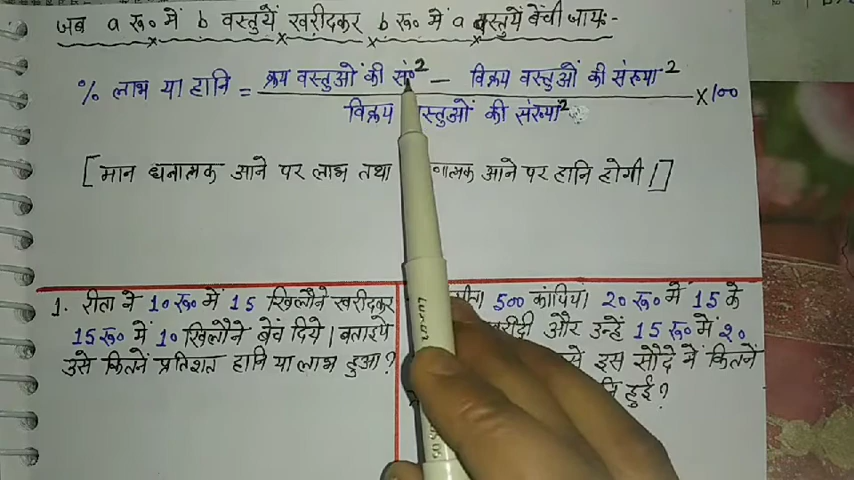 जब a रू० में b वस्तुयें खरीदकर b रू० में a वस्तुयें बेंची जाय:-
% लाभ या हानि = क्रय वस्तुओं की सं०² - विक्रय वस्तुओं की संख्या² × 100
विक्रय स्तुओं की संख्या²
[मान धनात्मक आने पर लाभ तथा आने पर हानि होगी।]
1. रीता ने 10 रू० में 15 खिलौने खरीदकर
15 रू० में 10 खिलौने बेंच दिये। बताइये
उसे कितनें प्रतिशत हानि या लाभ हुआ?
500 कांपियां 20 रू० में 15 के
खरीदी और उन्हें 15 रू० में 20
इस सौदे में कितनें
हुई?